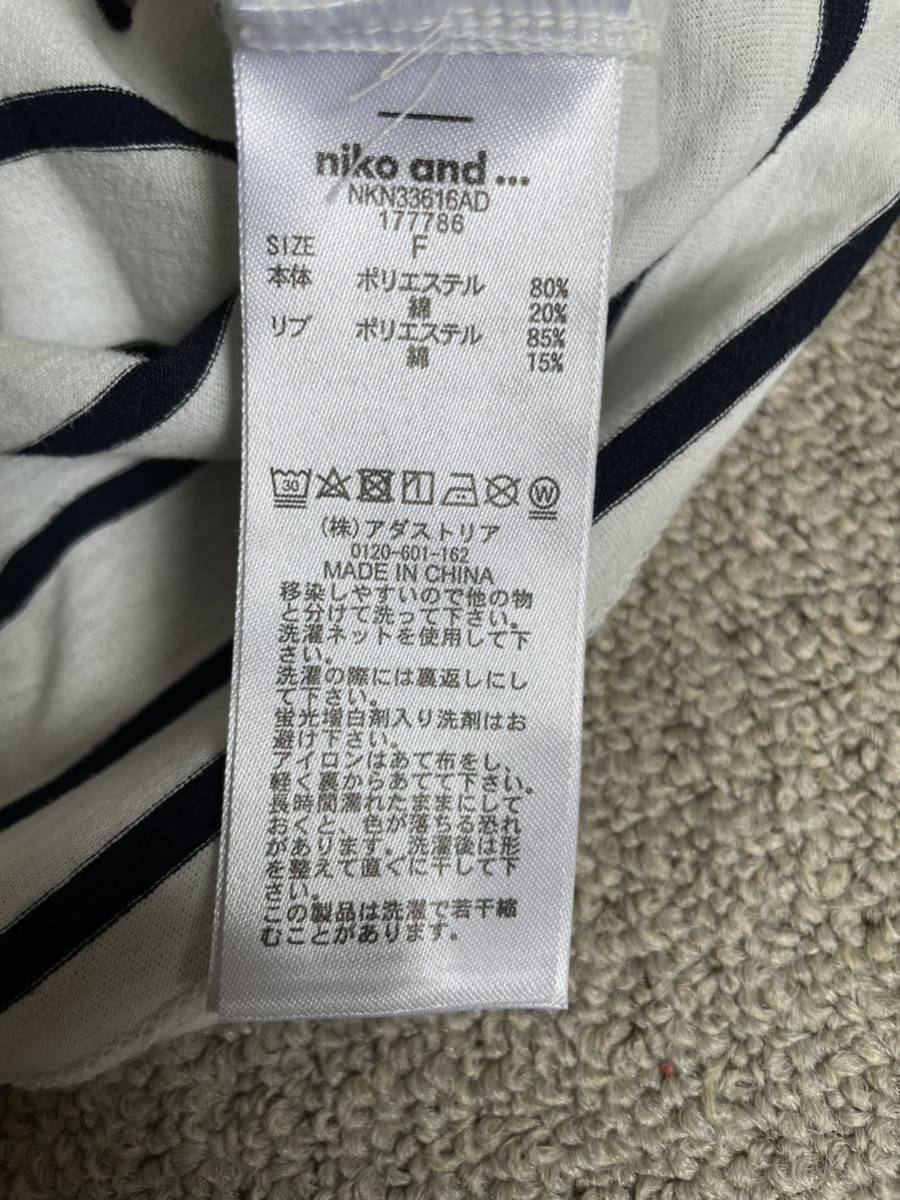 niko and ...
NKN33616AD
177786
SIZE F
本体 ポリエステル 80%
綿 20%
リブ ポリエステル 85%
綿 15%
30 W
(株)アダストリア
0120-601-162
MADE IN CHINA
移染しやすいので他の物
と分けて洗って下さい。
洗濯ネットを使用して下
さい。
洗濯の際には裏返しにし
て下さい。
蛍光増白剤入り洗剤はお
避け下さい。
アイロンはあて布をし、
軽く裏からあてて下さい。
長時間濡れたままにして
おくと、色が落ちる恐れ
があります。洗濯後は形
を整えて直ぐに干して下
さい。
この製品は洗濯で若干縮
むことがあります。